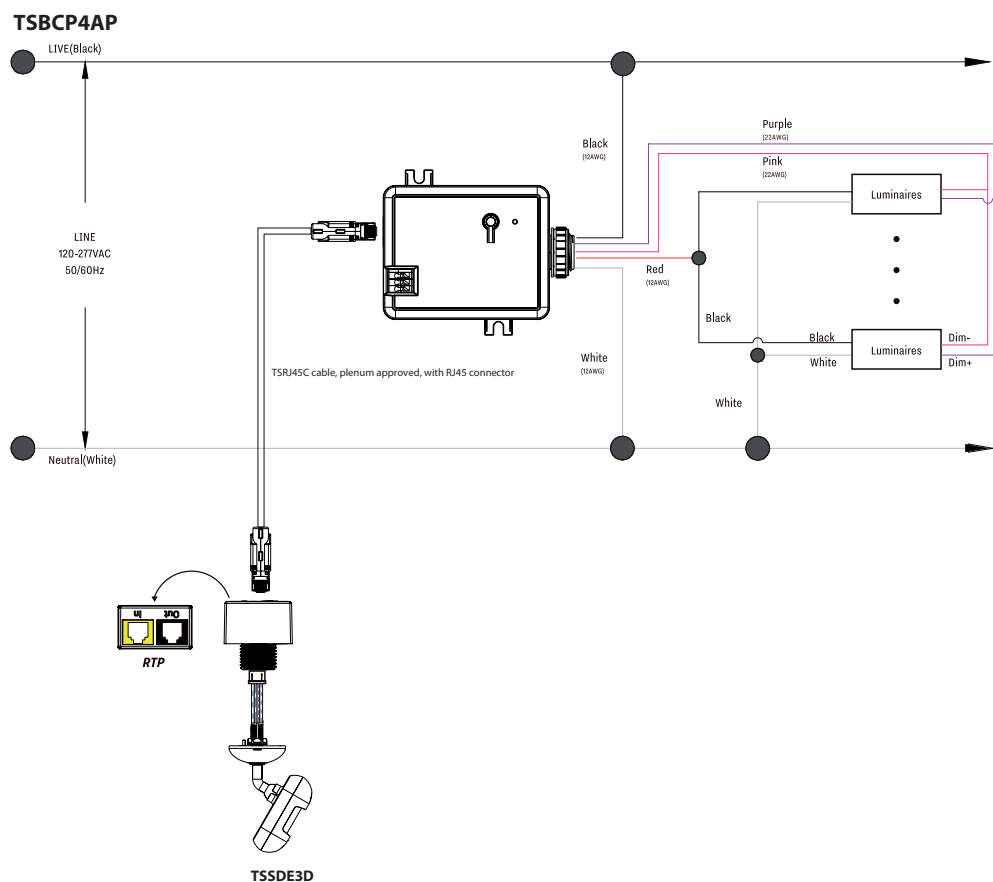 TSBCP4AP
LIVE(Black)
Purple
(22AWG)
Black
(12AWG)
Pink
(22AWG)
Luminaires
LINE
120-277VAC
50/60Hz
Red
(12AWG)
Black
Black
Dim-
Luminaires
White
(12AWG)
White
Dim+
TSRJ45C cable, plenum approved, with RJ45 connector
White
Neutral(White)
In
Out
RTP
TSSDE3D